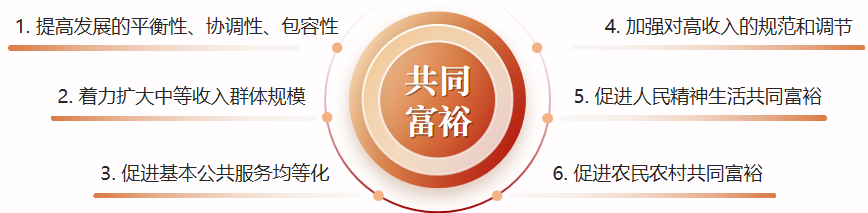 1. 提高发展的平衡性、协调性、包容性
2. 着力扩大中等收入群体规模
3. 促进基本公共服务均等化
共同
富裕
4. 加强对高收入的规范和调节
5. 促进人民精神生活共同富裕
6. 促进农民农村共同富裕